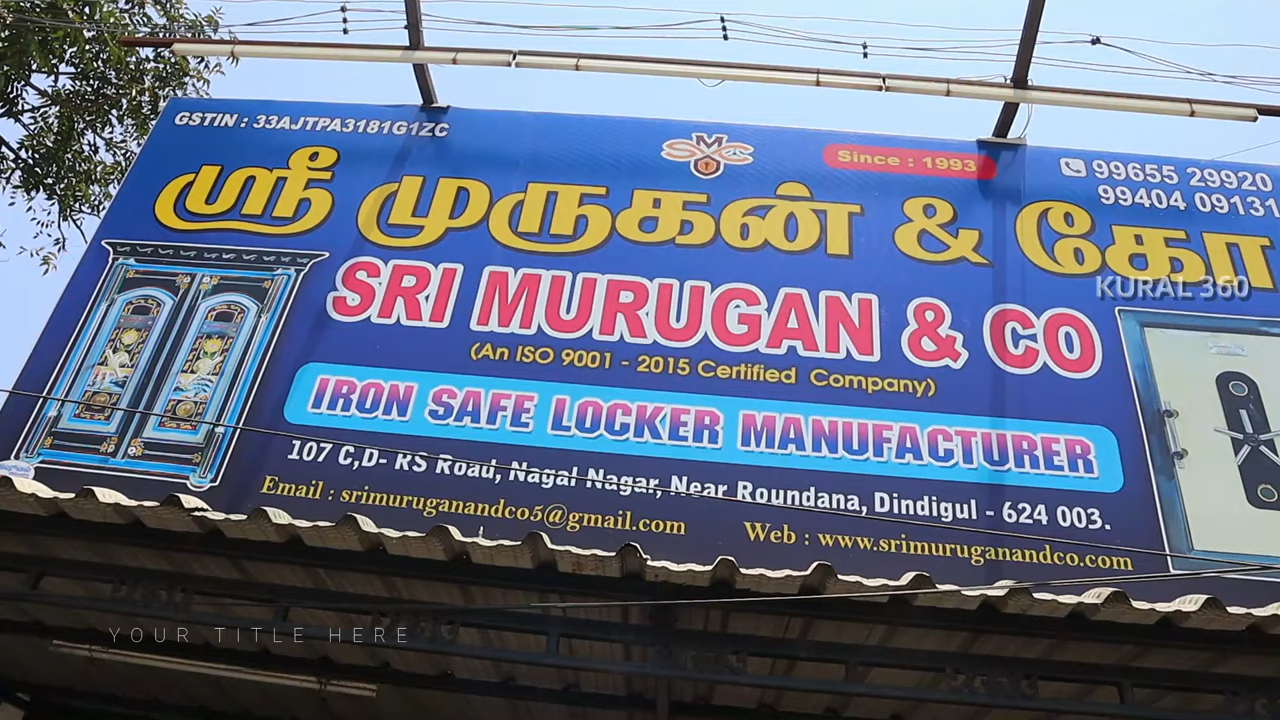 GSTIN : 33AJTPA3181G1ZC
SMC
Since : 1993
99655 29920
99404 09131
ஸ்ரீ முருகன் & கோ
KURAL 360
SRI MURUGAN & CO
(An ISO 9001 - 2015 Certified Company)
IRON SAFE LOCKER MANUFACTURER
107 C,D- RS Road, Nagal Nagar, Near Roundana, Dindigul - 624 003.
Email : srimuruganandco5@gmail.com
Web : www.srimuruganandco.com
YOUR TITLE HERE